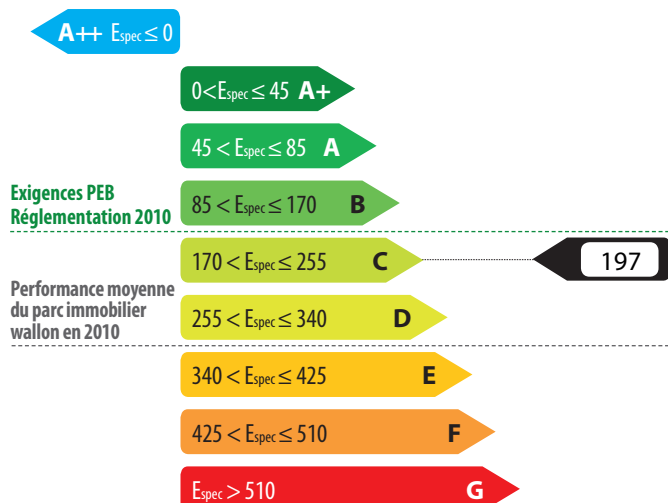 A++ Espec ≤ 0
0<Espec ≤ 45 A+
45 < Espec ≤ 85 A
Exigences PEB
Réglementation 2010
85 < Espec ≤ 170 B
170 < Espec ≤ 255 C
197
Performance moyenne
du parc immobilier
wallon en 2010
255 < Espec ≤ 340 D
340 < Espec ≤ 425 E
425 < Espec ≤ 510 F
Espec > 510 G